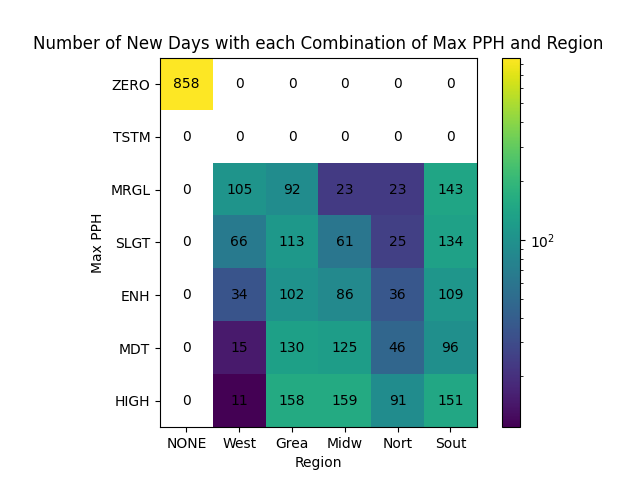 Number of New Days with each Combination of Max PPH and Region
ZERO 858 0 0 0 0 0
TSTM 0 0 0 0 0 0
MRGL 0 105 92 23 23 143
SLGT 0 66 113 61 25 134
ENH 0 34 102 86 36 109
MDT 0 15 130 125 46 96
HIGH 0 11 158 159 91 151
NONE West Grea Midw Nort Sout
Region
Max PPH
10²